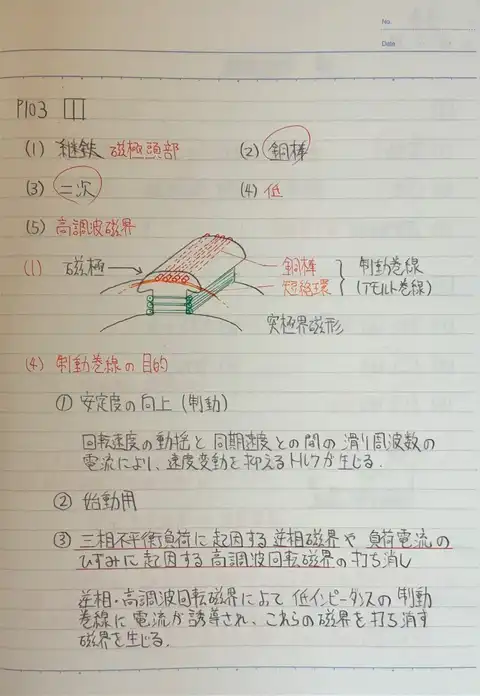 No.
Date
P103 11
(1) 継鉄 磁極頭部 (2) 銅棒
(3) 二次 (4) 低
(5) 高調波磁界
(1) 磁極 銅棒 制動巻線
短絡環 (アモルト巻線)
突極界磁形
(4) 制動巻線の目的
① 安定度の向上 (制動)
回転速度の動揺と同期速度との間の滑り周波数の
電流により、速度変動を抑えるトルクが生じる.
② 始動用
③ 三相不平衡負荷に起因する逆相磁界や負荷電流の
ひずみに起因する高調波回転磁界の打ち消し
逆相・高調波回転磁界によて低インピーダンスの制動
巻線に電流が誘導され、これらの磁界を打ち消す
磁界を生じる.